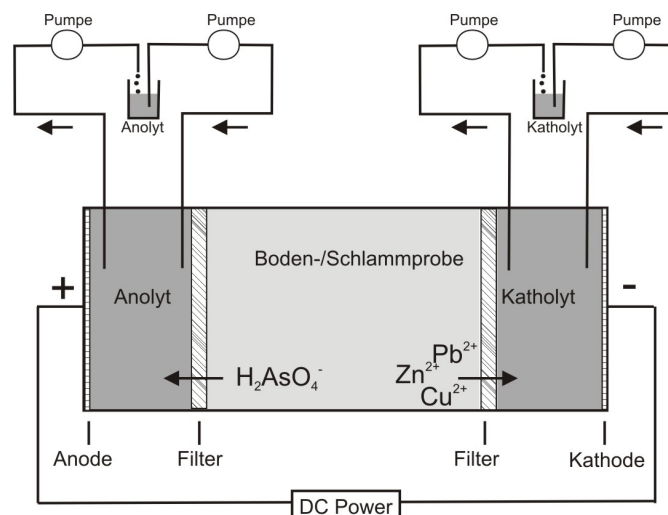 Pumpe
Pumpe
Pumpe
Pumpe
Anolyt
Katholyt
Boden-/Schlammprobe
+
Anolyt
Katholyt
-
H₂AsO₄⁻
Pb²⁺
Zn²⁺
Cu²⁺
Anode
Filter
Filter
Kathode
DC Power